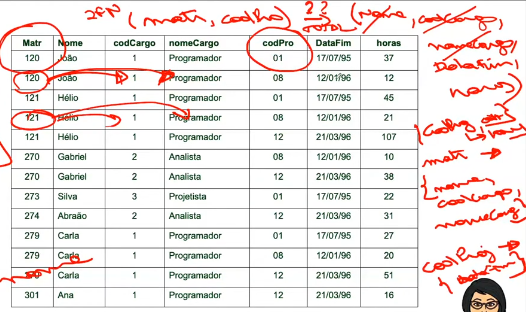 2FN (matr, codPro) ?? TOTAL (nome, codCargo,
nomeCargo,
DataFim,
horas)
Matr Nome codCargo nomeCargo codPro DataFim horas
120 João 1 Programador 01 17/07/95 37
120 João 1 Programador 08 12/01/96 12
121 Hélio 1 Programador 01 17/07/95 45
121 Hélio 1 Programador 08 12/01/96 21
121 Hélio 1 Programador 12 21/03/96 107
270 Gabriel 2 Analista 08 12/01/96 10
270 Gabriel 2 Analista 12 21/03/96 38
273 Silva 3 Projetista 01 17/07/95 22
274 Abraão 2 Analista 12 21/03/96 31
279 Carla 1 Programador 01 17/07/95 27
279 Carla 1 Programador 08 12/01/96 20
Carla 1 Programador 12 21/03/96 51
301 Ana 1 Programador 12 21/03/96 16
matr →
{nome,
codCargo,
nomeCarg}
codProj →
{DataFim}